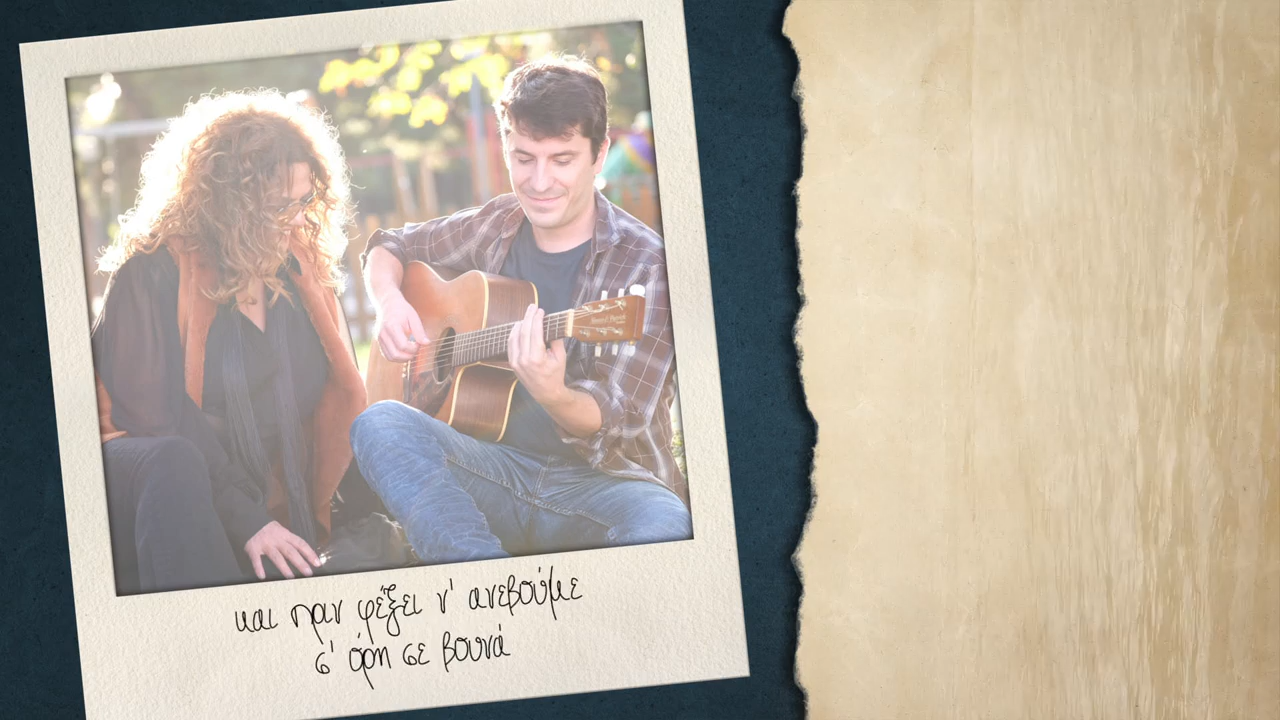 και πριν φέξει ν' ανεβούμε
σ' όρη σε βουνά